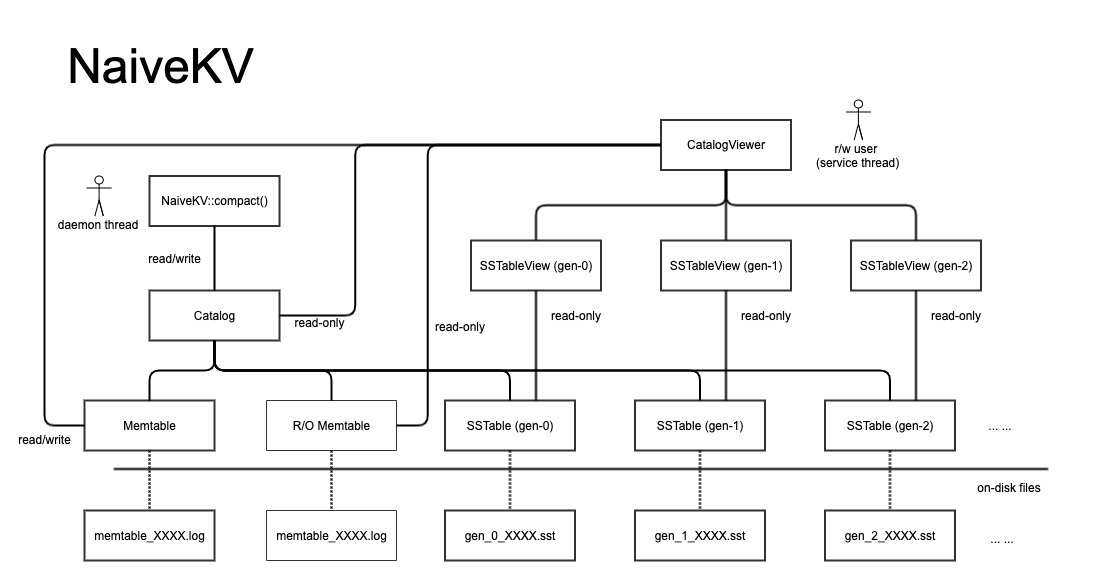 NaiveKV
CatalogViewer
r/w user
(service thread)
daemon thread
NaiveKV::compact()
read/write
SSTableView (gen-0)
SSTableView (gen-1)
SSTableView (gen-2)
Catalog
read-only
read-only
read-only
read-only
read-only
Memtable
R/O Memtable
SSTable (gen-0)
SSTable (gen-1)
SSTable (gen-2)
... ...
read/write
on-disk files
memtable_XXXX.log
memtable_XXXX.log
gen_0_XXXX.sst
gen_1_XXXX.sst
gen_2_XXXX.sst
... ...